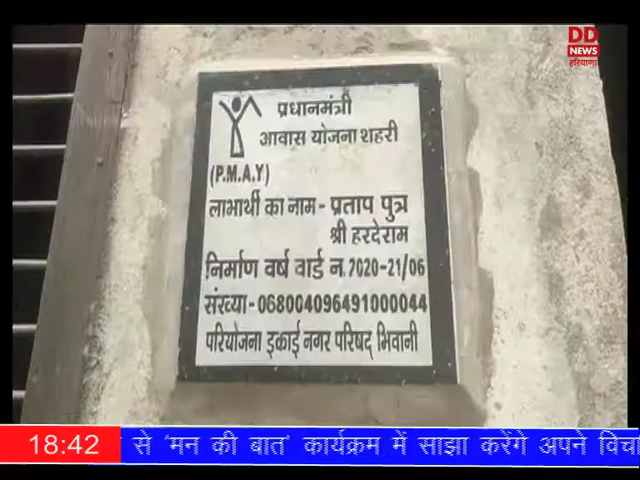 DD
NEWS
हरियाणा
प्रधानमंत्री
आवास योजना शहरी
(P.M.A.Y)
लाभार्थी का नाम - प्रताप पुत्र
श्री हरदेराम
निर्माण वर्ष वार्ड न. 2020-21/06
संख्या - 068004096491000044
परियोजना इकाई नगर परिषद् भिवानी
18:42
से 'मन की बात' कार्यक्रम में साझा करेंगे अपने विचा